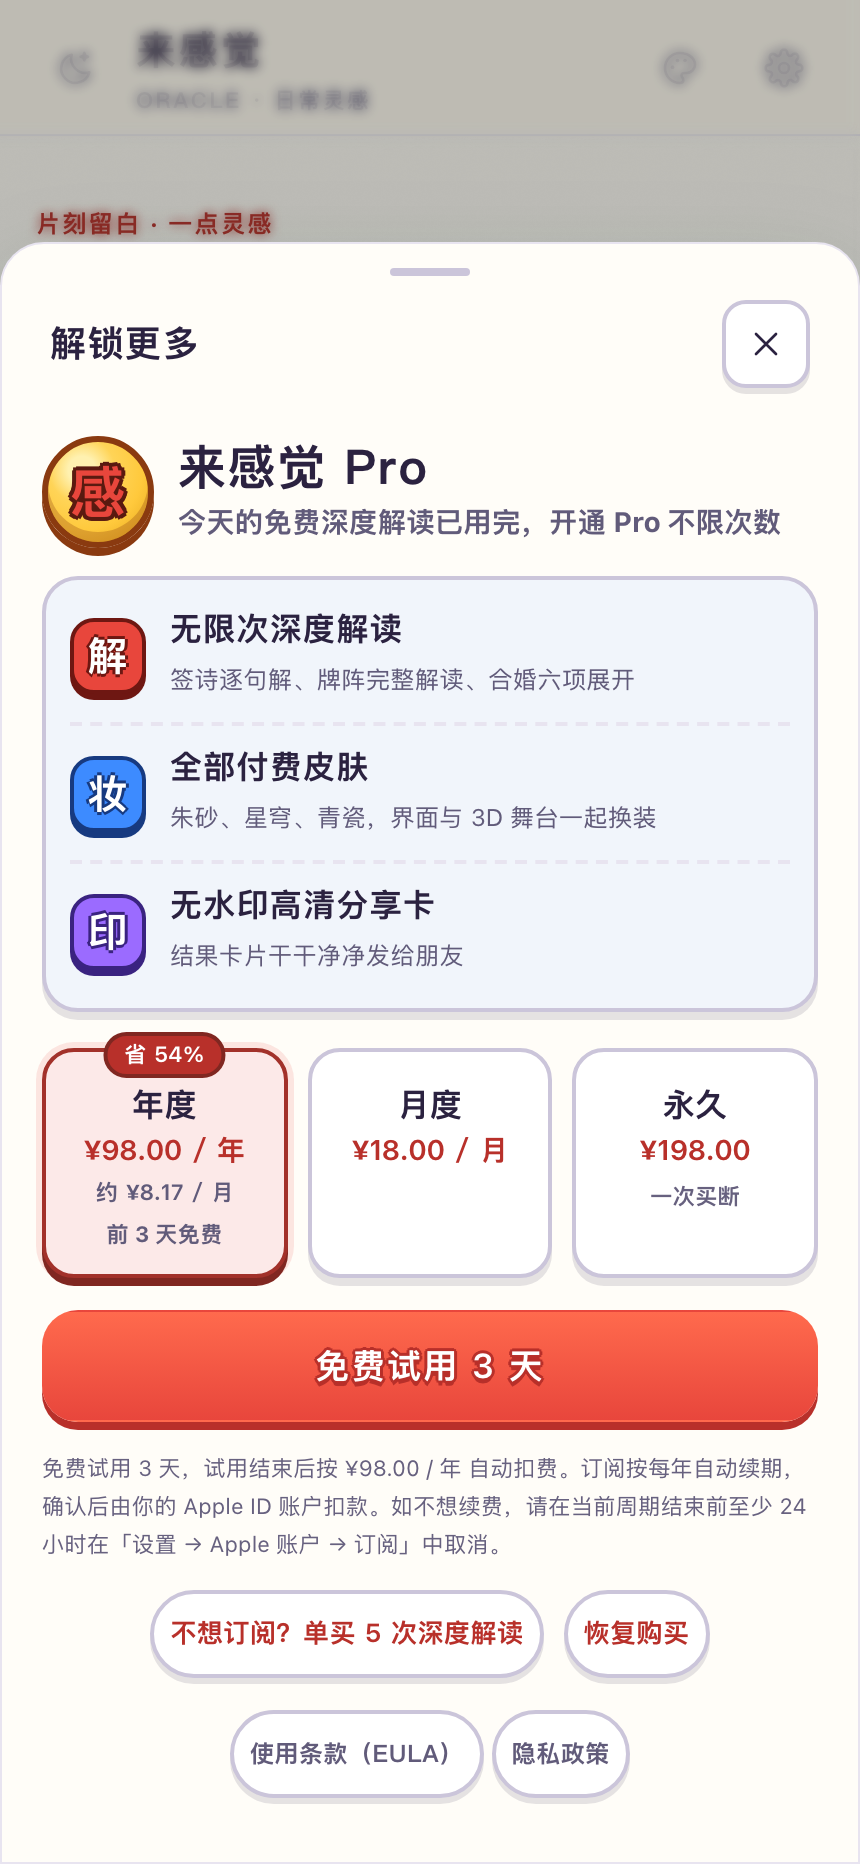 来感觉
ORACLE · 日常灵感
片刻留白 · 一点灵感
解锁更多
感
来感觉 Pro
今天的免费深度解读已用完，开通 Pro 不限次数
解
无限次深度解读
签诗逐句解、牌阵完整解读、合婚六项展开
妆
全部付费皮肤
朱砂、星穹、青瓷，界面与 3D 舞台一起换装
印
无水印高清分享卡
结果卡片干干净净发给朋友
省 54%
年度
¥98.00 / 年
约 ¥8.17 / 月
前 3 天免费
月度
¥18.00 / 月
永久
¥198.00
一次买断
免费试用 3 天
免费试用 3 天，试用结束后按 ¥98.00 / 年 自动扣费。订阅按每年自动续期，
确认后由你的 Apple ID 账户扣款。如不想续费，请在当前周期结束前至少 24
小时在「设置 → Apple 账户 → 订阅」中取消。
不想订阅？单买 5 次深度解读
恢复购买
使用条款（EULA）
隐私政策